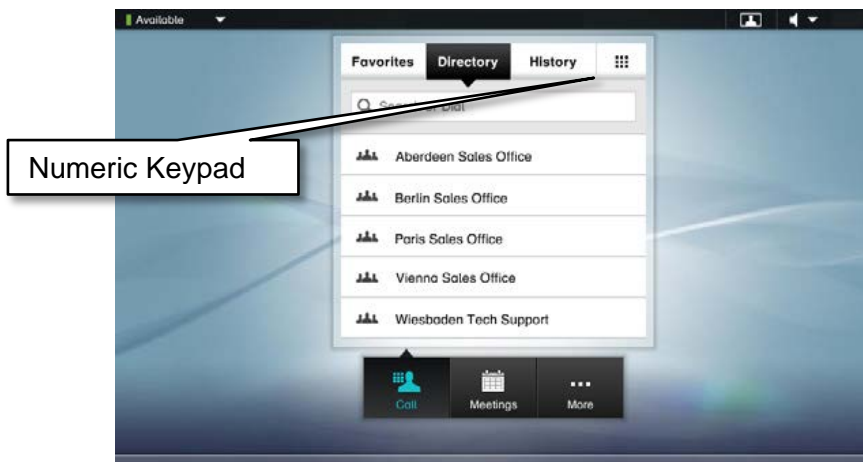 Available
Favorites Directory History
Dial
Numeric Keypad
Aberdeen Sales Office
Berlin Sales Office
Paris Sales Office
Vienna Sales Office
Wiesbaden Tech Support
Call Meetings More